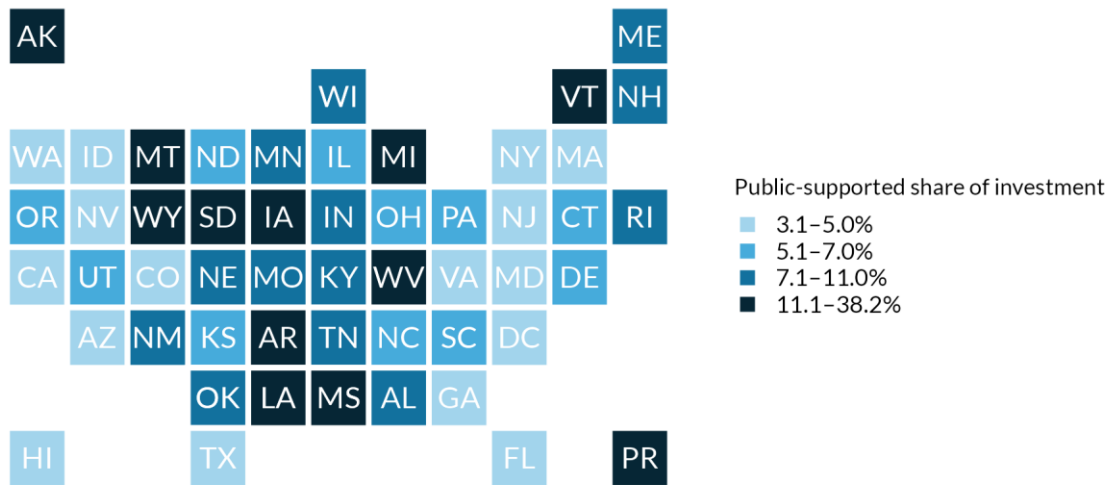 AK ME
WI VT NH
WA ID MT ND MN IL MI NY MA
OR NV WY SD IA IN OH PA NJ CT RI
CA UT CO NE MO KY WV VA MD DE
AZ NM KS AR TN NC SC DC
OK LA MS AL GA
HI TX FL PR
Public-supported share of investment
3.1–5.0%
5.1–7.0%
7.1–11.0%
11.1–38.2%